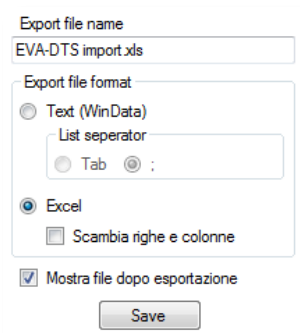 Export file name
EVA-DTS import.xls
Export file format
Text (WinData)
List seperator
Tab ;
Excel
Scambia righe e colonne
Mostra file dopo esportazione
Save